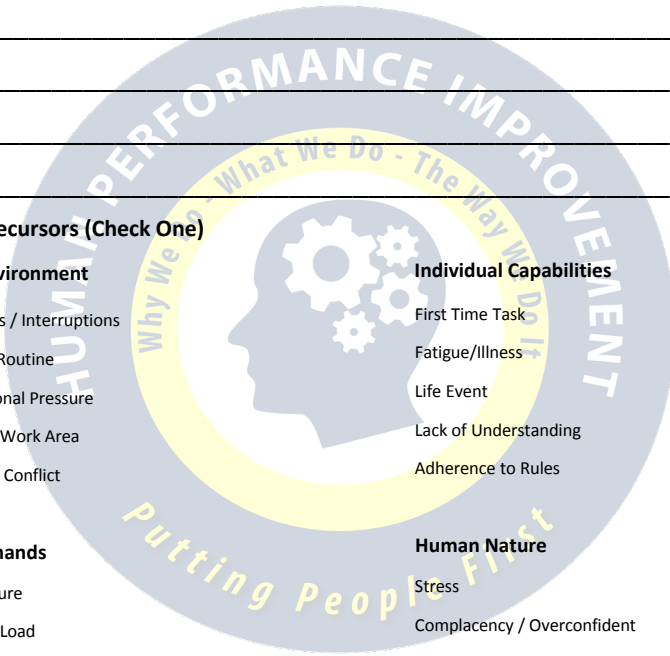 HUMAN PERFORMANCE IMPROVEMENT
Why We Do - What We Do - The Way We Do It
ecursors (Check One)
vironment
s / Interruptions
Routine
onal Pressure
Work Area
Conflict
Individual Capabilities
First Time Task
Fatigue/Illness
Life Event
Lack of Understanding
Adherence to Rules
ands
ure
Load
Human Nature
Stress
Complacency / Overconfident
Putting People First